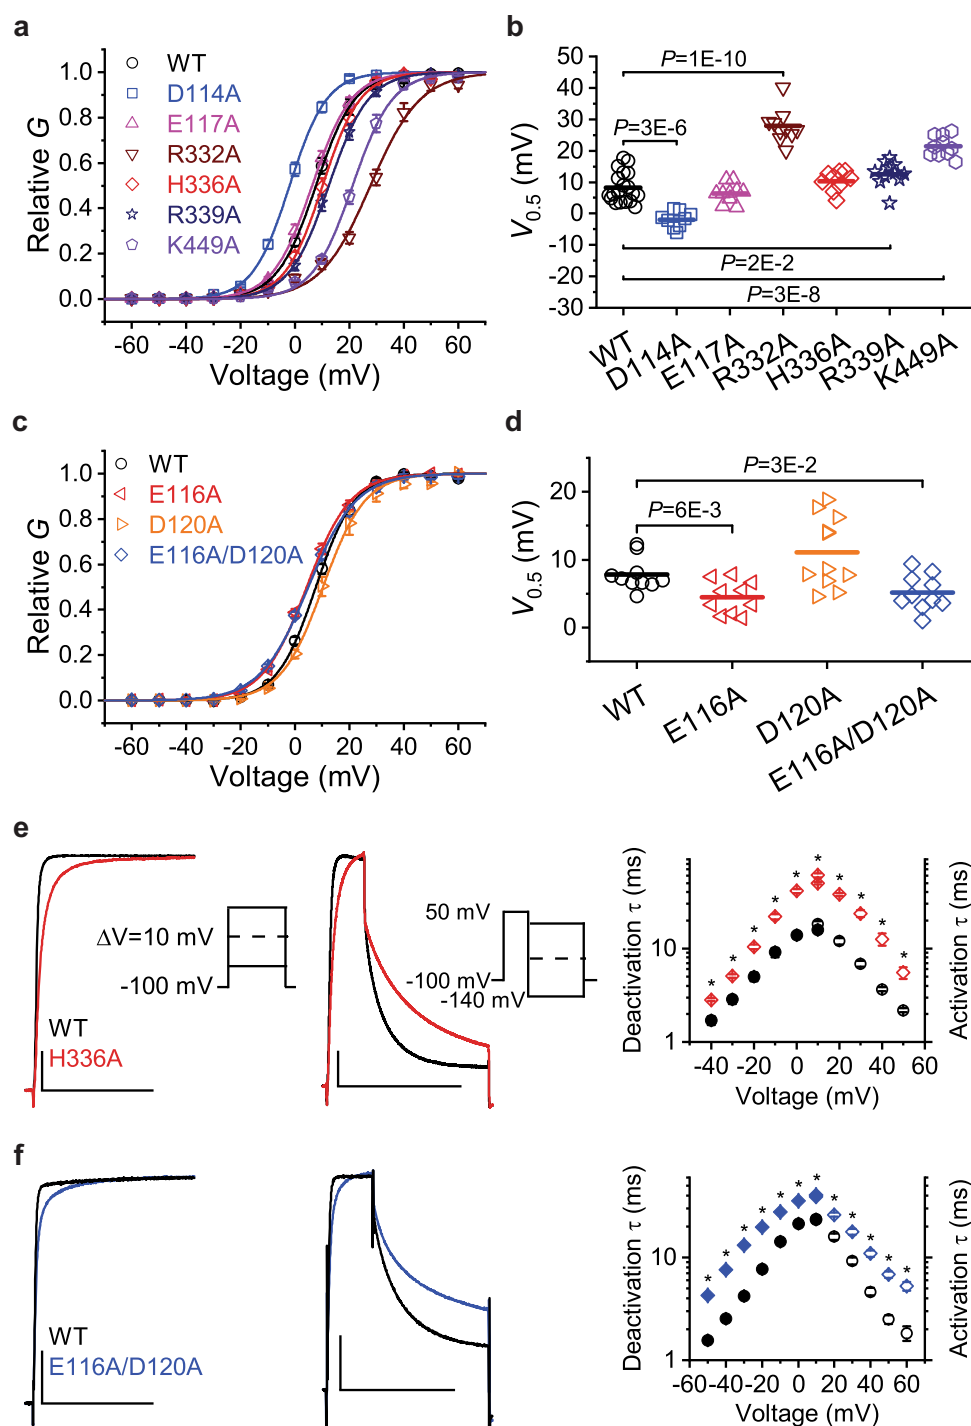 a
1.0
0.8
0.6
0.4
0.2
0.0
Relative G
WT
D114A
E117A
R332A
H336A
R339A
K449A
-60 -40 -20 0 20 40 60
Voltage (mV)
b
50
40
30
20
10
0
-10
-20
-30
V0.5 (mV)
P=1E-10
P=3E-6
P=2E-2
P=3E-8
WT
D114A
E117A
R332A
H336A
R339A
K449A
c
1.0
0.8
0.6
0.4
0.2
0.0
Relative G
WT
E116A
D120A
E116A/D120A
-60 -40 -20 0 20 40 60
Voltage (mV)
d
20
10
0
V0.5 (mV)
P=3E-2
P=6E-3
WT
E116A
D120A
E116A/D120A
e
ΔV=10 mV
-100 mV
WT
H336A
50 mV
-100 mV
-140 mV
Deactivation τ (ms)
10
1
* * * * * * * * * * *
Activation τ (ms)
-40 -20 0 20 40 60
Voltage (mV)
f
WT
E116A/D120A
Deactivation τ (ms)
10
1
* * * * * * * * * * * *
Activation τ (ms)
-60 -40 -20 0 20 40 60
Voltage (mV)